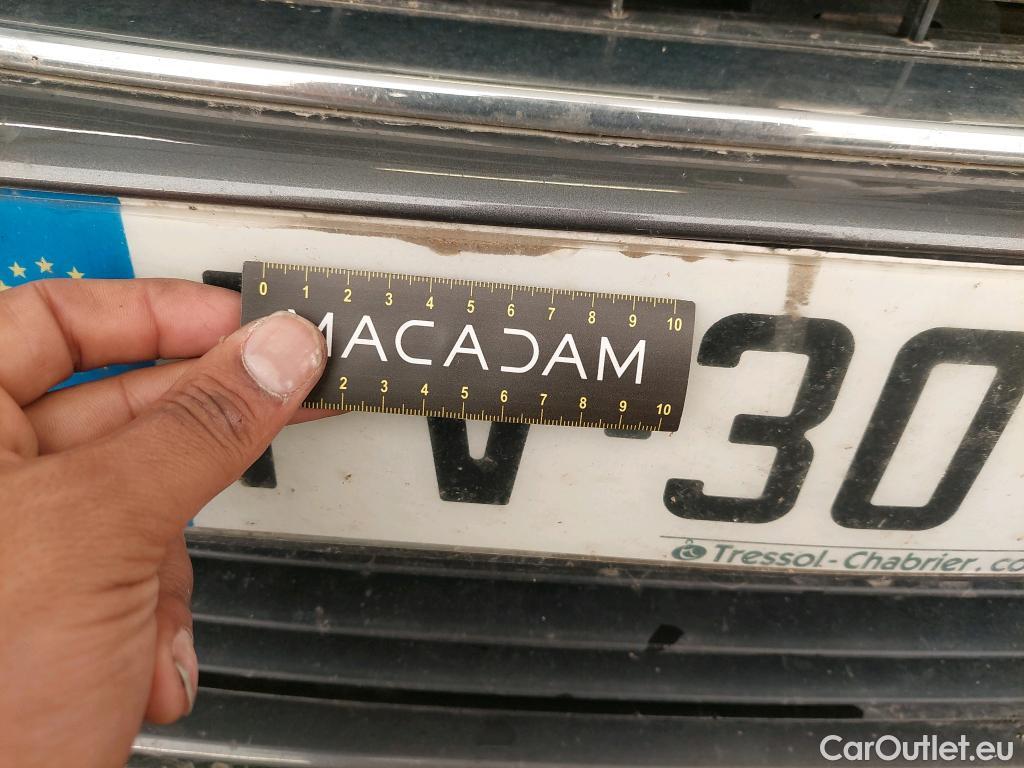 0 1 2 3 4 5 6 7 8 9 10
MACADAM
2 3 4 5 6 7 8 9 10
V 30
Tressol-Chabrier. co
CarOutlet.eu